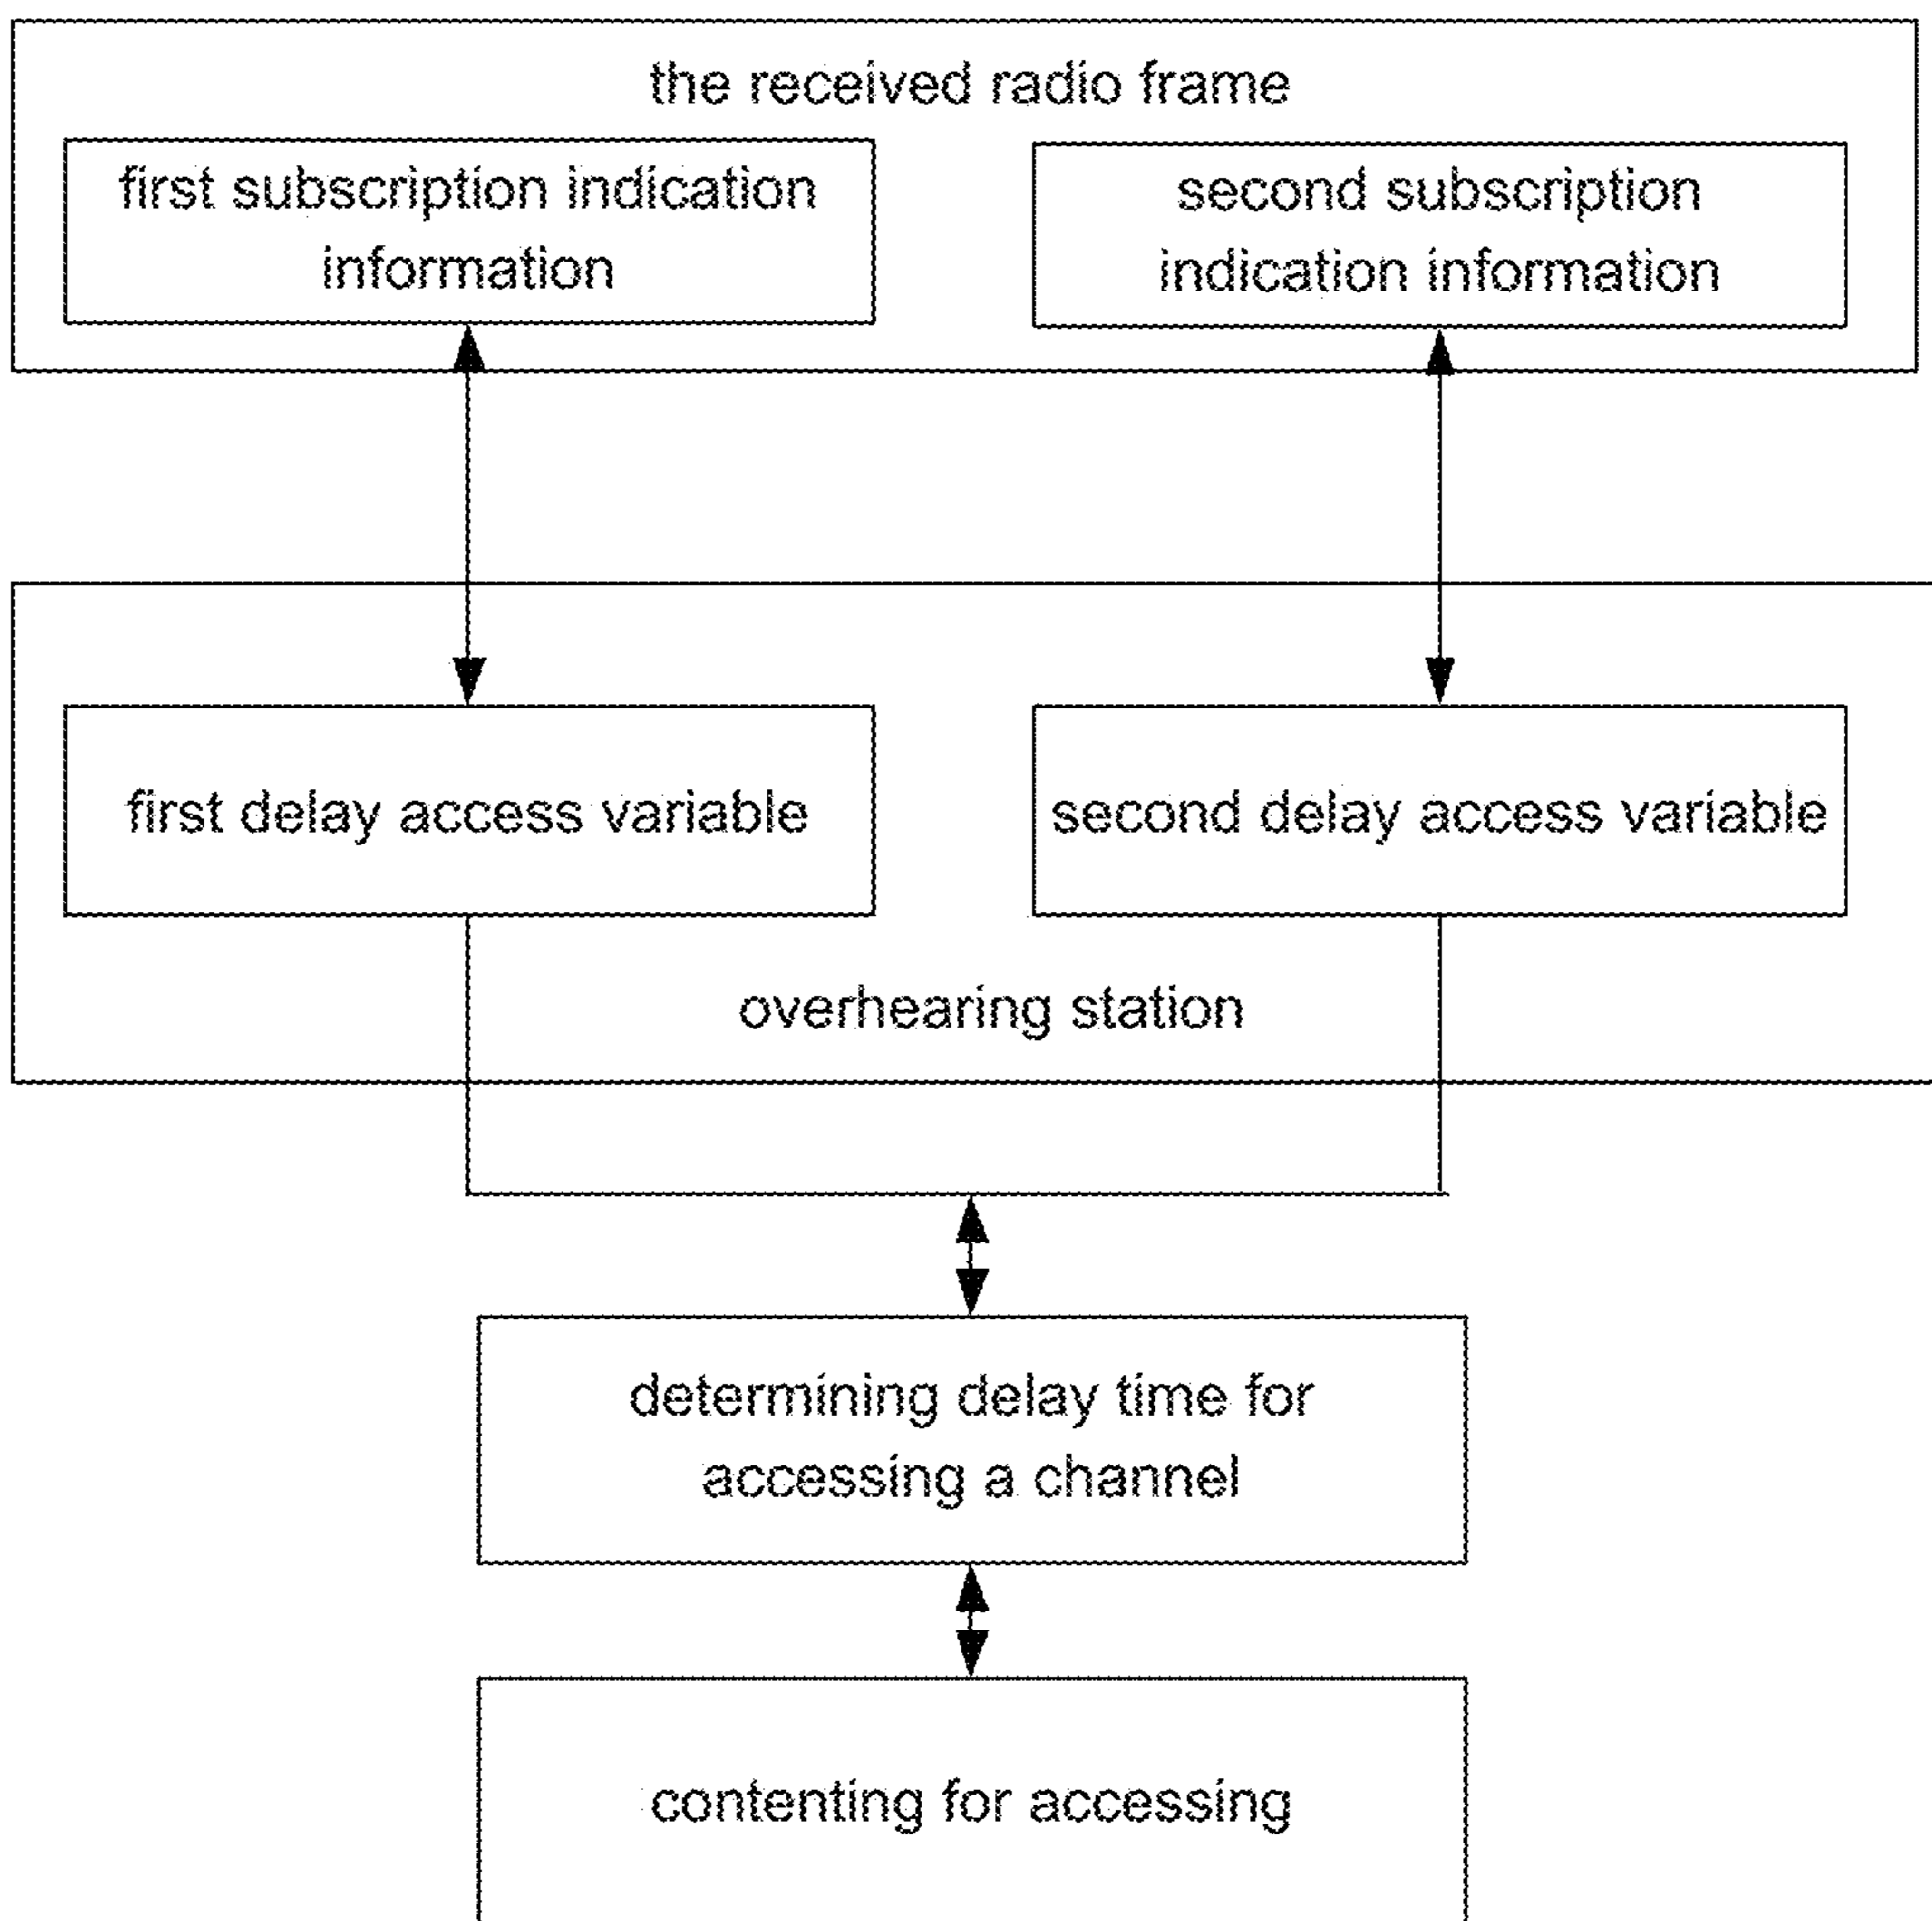 the received radio frame
first subscription indication
information
second subscription
indication information
first delay access variable
second delay access variable
overhearing station
determining delay time for
accessing a channel
contenting for accessing